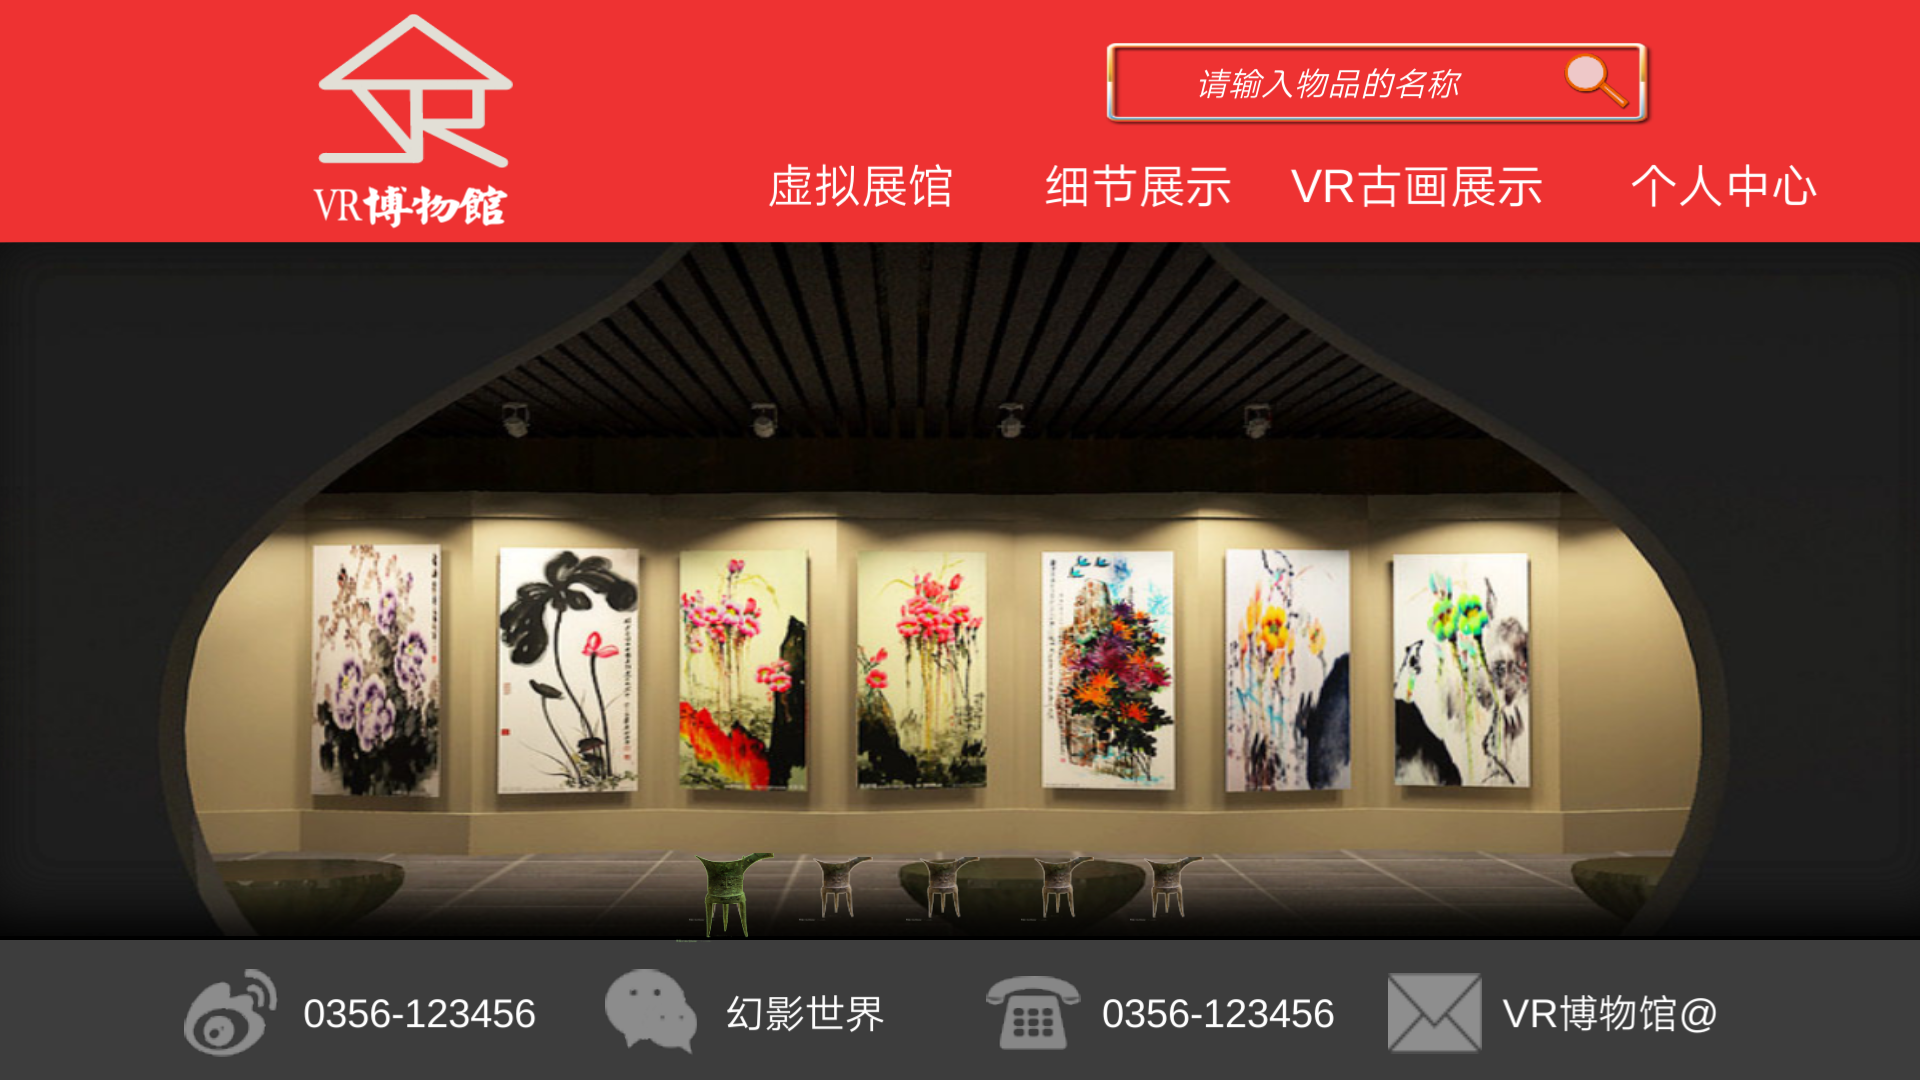 请输入物品的名称
VR博物馆
虚拟展馆 细节展示 VR古画展示 个人中心
0356-123456 幻影世界 0356-123456 VR博物馆@